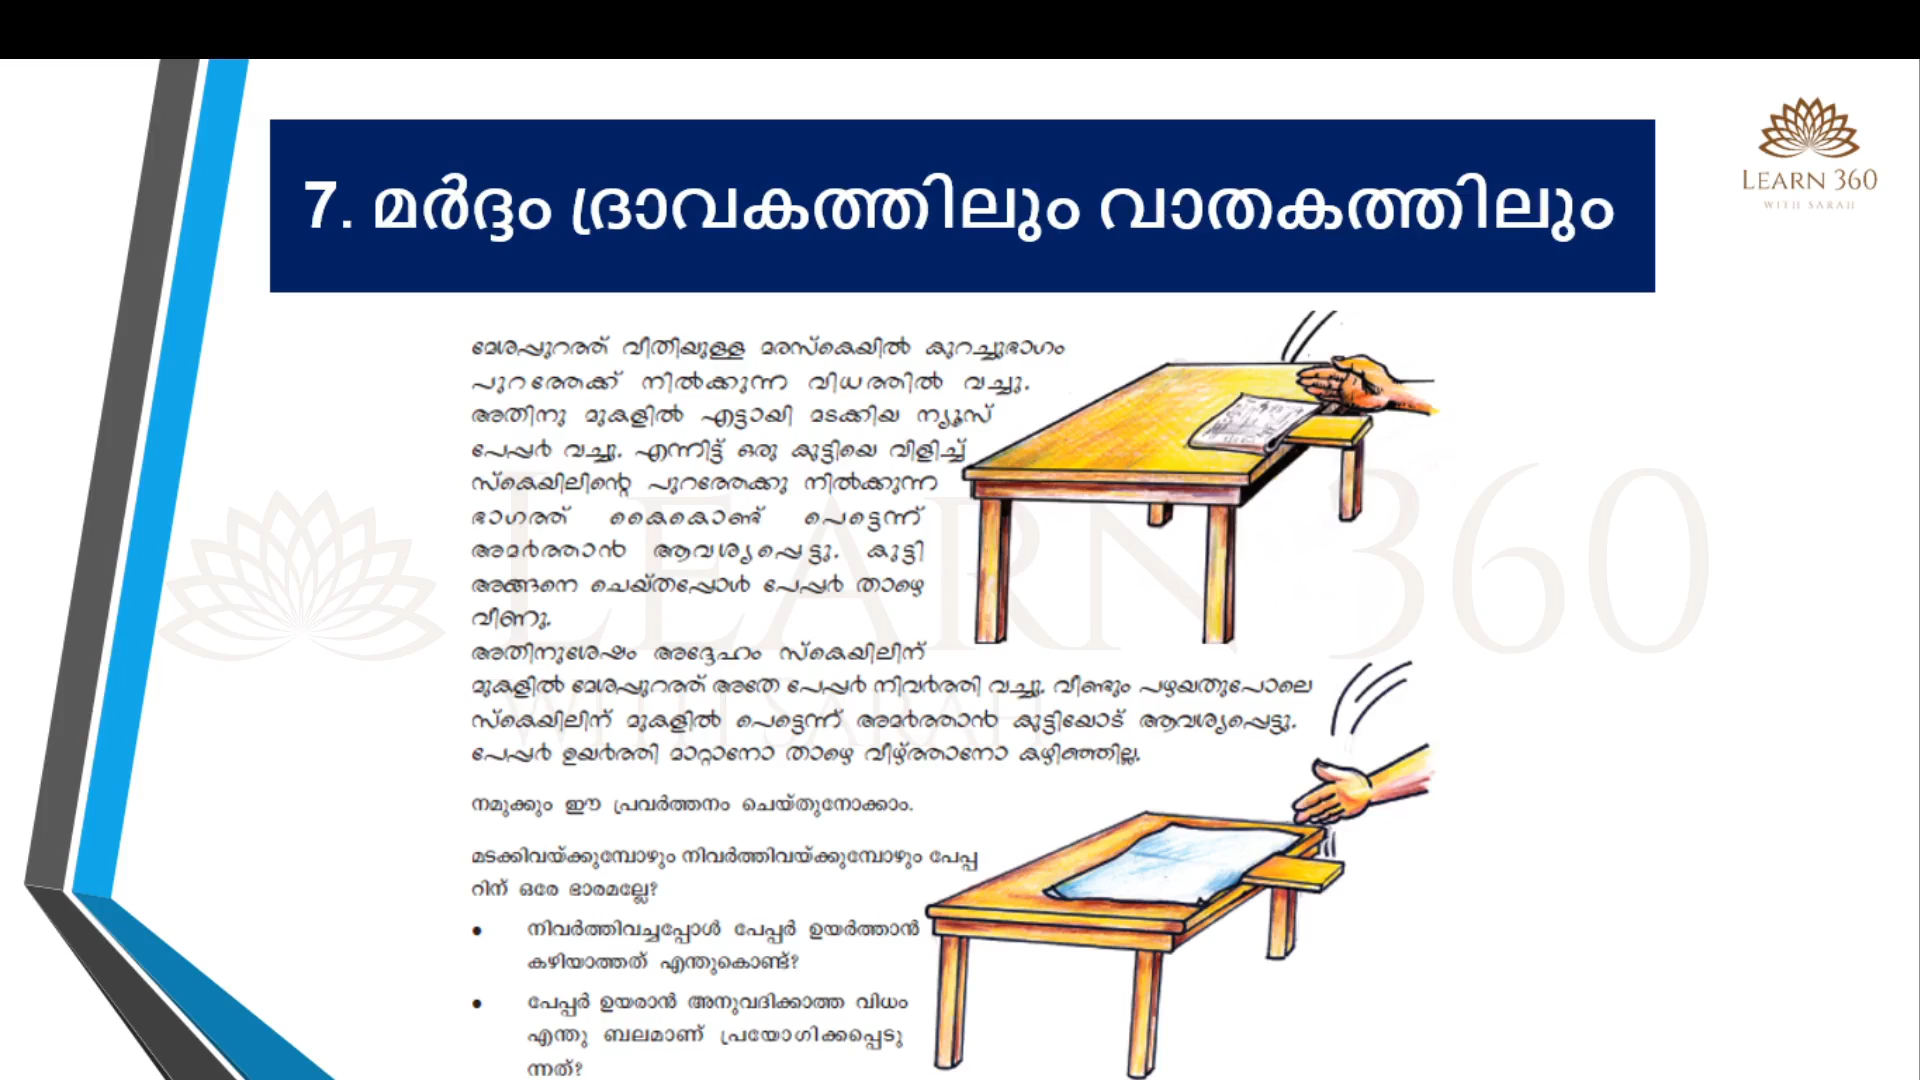 7. മർദ്ദം ദ്രാവകത്തിലും വാതകത്തിലും
LEARN 360
WITH SARAH
മേശപ്പുറത്ത് വീതിയുള്ള മരസ്കെയിൽ കുറച്ചുഭാഗം
പുറത്തേക്ക് നിൽക്കുന്ന വിധത്തിൽ വച്ചു.
അതിനു മുകളിൽ എട്ടായി മടക്കിയ ന്യൂസ്
പേപ്പർ വച്ചു. എന്നിട്ട് ഒരു കുട്ടിയെ വിളിച്ച്
സ്കെയിലിന്റെ പുറത്തേക്കു നിൽക്കുന്ന
ഭാഗത്ത് കൈകൊണ്ട് പെട്ടെന്ന്
അമർത്താൻ ആവശ്യപ്പെട്ടു. കുട്ടി
അങ്ങനെ ചെയ്തപ്പോൾ പേപ്പർ താഴെ
വീണു.
അതിനുശേഷം അദ്ദേഹം സ്കെയിലിന്
മുകളിൽ മേശപ്പുറത്ത് അതേ പേപ്പർ നിവർത്തി വച്ചു. വീണ്ടും പഴയതുപോലെ
സ്കെയിലിന് മുകളിൽ പെട്ടെന്ന് അമർത്താൻ കുട്ടിയോട് ആവശ്യപ്പെട്ടു.
പേപ്പർ ഉയർത്തി മാറ്റാനോ താഴെ വീഴ്ത്താനോ കഴിഞ്ഞില്ല.
നമുക്കും ഈ പ്രവർത്തനം ചെയ്തുനോക്കാം.
മടക്കിവയ്ക്കുമ്പോഴും നിവർത്തിവയ്ക്കുമ്പോഴും പേപ്പ
റിന് ഒരേ ഭാരമല്ലേ?
• നിവർത്തിവച്ചപ്പോൾ പേപ്പർ ഉയർത്താൻ
കഴിയാത്തത് എന്തുകൊണ്ട്?
• പേപ്പർ ഉയരാൻ അനുവദിക്കാത്ത വിധം
എന്തു ബലമാണ് പ്രയോഗിക്കപ്പെടു
ന്നത്?
LEARN 360
WITH SARAH